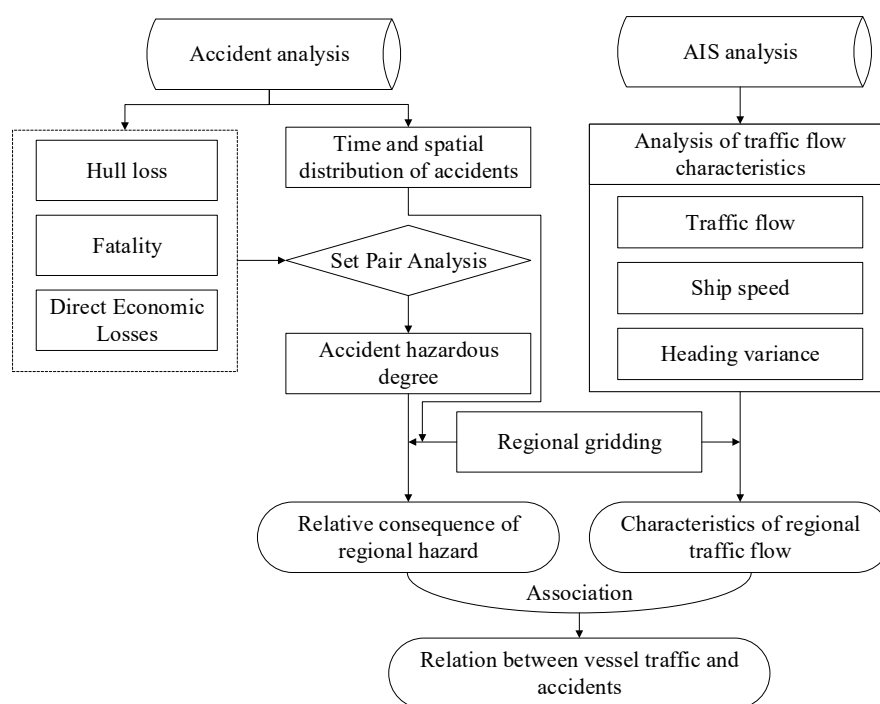 Accident analysis
AIS analysis
Hull loss
Fatality
Direct Economic
Losses
Time and spatial
distribution of accidents
Set Pair Analysis
Accident hazardous
degree
Analysis of traffic flow
characteristics
Traffic flow
Ship speed
Heading variance
Regional gridding
Relative consequence of
regional hazard
Characteristics of regional
traffic flow
Association
Relation between vessel traffic and
accidents